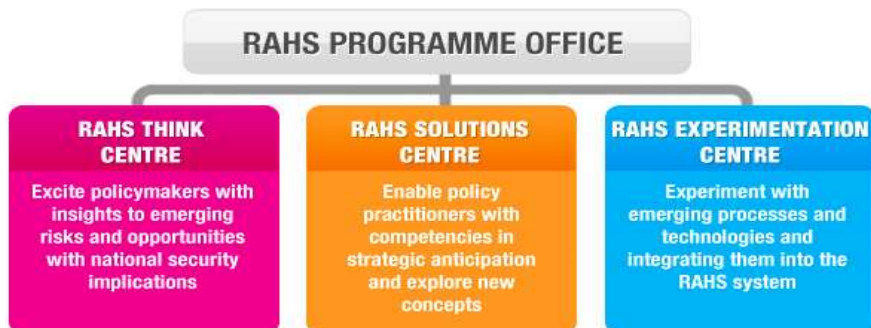 RAHS PROGRAMME OFFICE
RAHS THINK
CENTRE
Excite policymakers with
insights to emerging
risks and opportunities
with national security
implications
RAHS SOLUTIONS
CENTRE
Enable policy
practitioners with
competencies in
strategic anticipation
and explore new
concepts
RAHS EXPERIMENTATION
CENTRE
Experiment with
emerging processes and
technologies and
integrating them into the
RAHS system